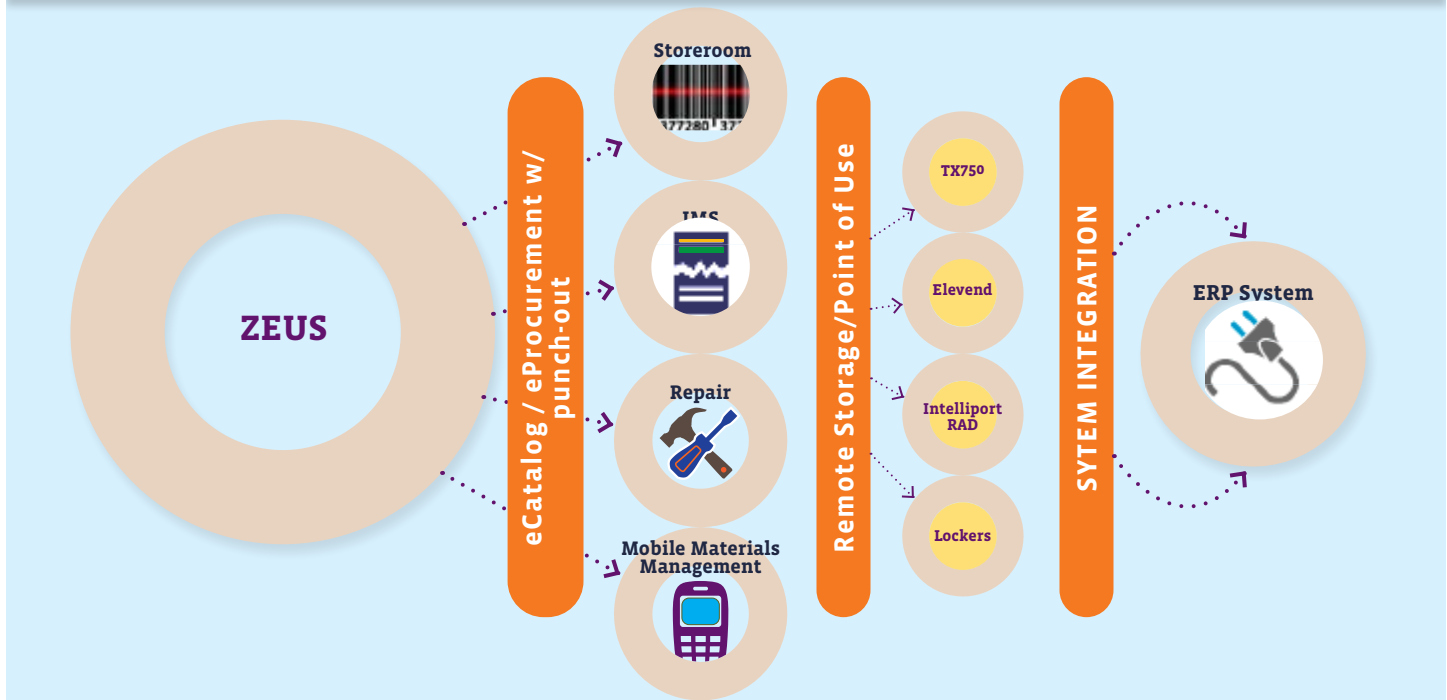 ZEUS
eCatalog / eProcurement w/
punch-out
Storeroom
377280 37
IMS
Repair
Mobile Materials
Management
Remote Storage/Point of Use
TX750
Elevend
Intelliport
RAD
Lockers
SYTEM INTEGRATION
ERP System